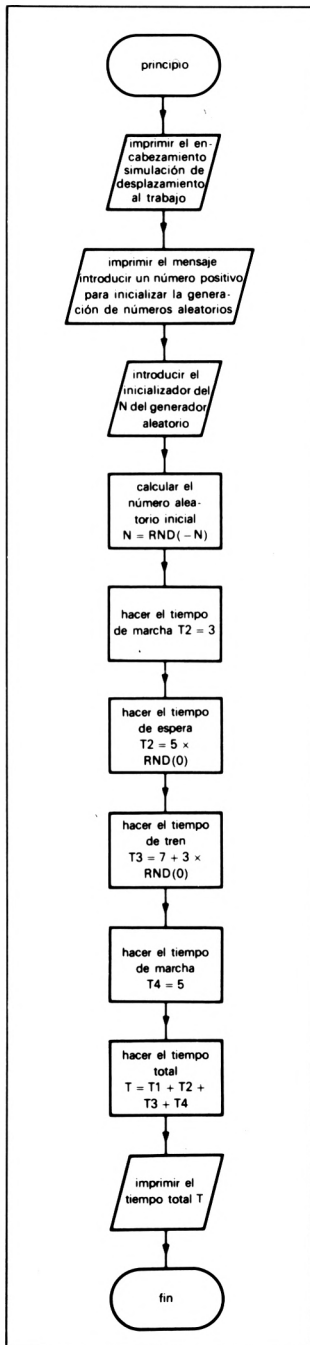 principio
imprimir el en-
cabezamiento
simulación de
desplazamiento
al trabajo
imprimir el mensaje
introducir un número positivo
para inicializar la genera-
ción de números aleatorios
introducir el
inicializador del
N del generador
aleatorio
calcular el
número alea-
torio inicial
N = RND(−N)
hacer el tiempo
de marcha T2 = 3
hacer el tiempo
de espera
T2 = 5 ×
RND(0)
hacer el tiempo
de tren
T3 = 7 + 3 ×
RND(0)
hacer el tiempo
de marcha
T4 = 5
hacer el tiempo
total
T = T1 + T2 +
T3 + T4
imprimir el
tiempo total T
fin